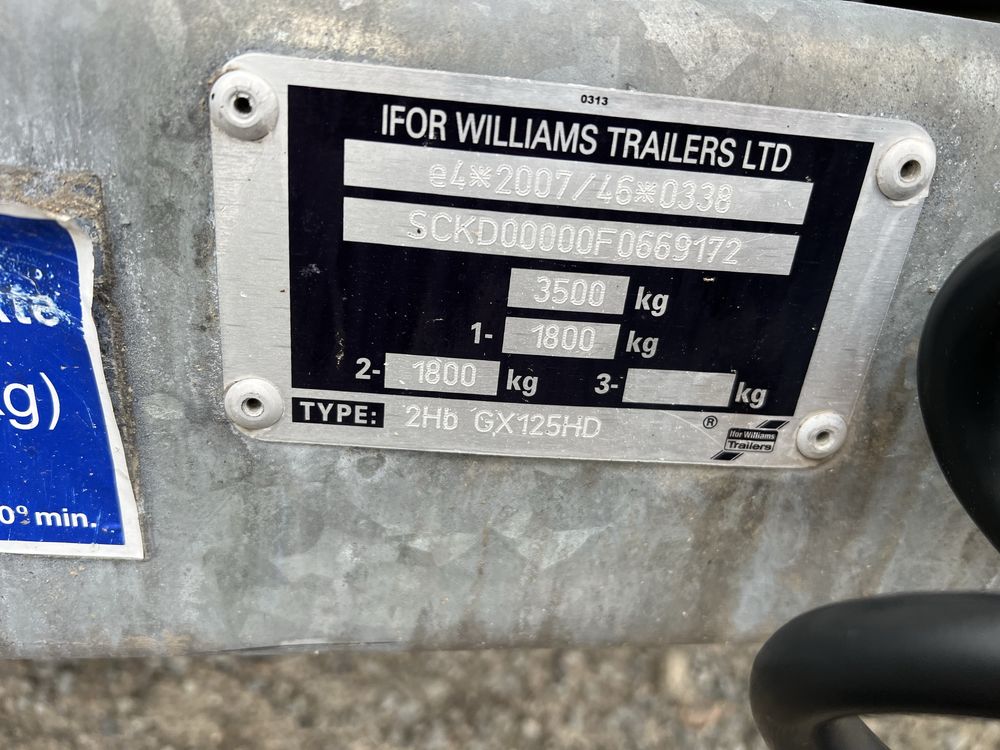 0313
IFOR WILLIAMS TRAILERS LTD
e4*2007/46*0338
SCKD00000F0669172
3500 kg
1- 1800 kg
2- 1800 kg 3- kg
TYPE: 2Hb GX125HD
® Ifor Williams
Trailers
g)
min.